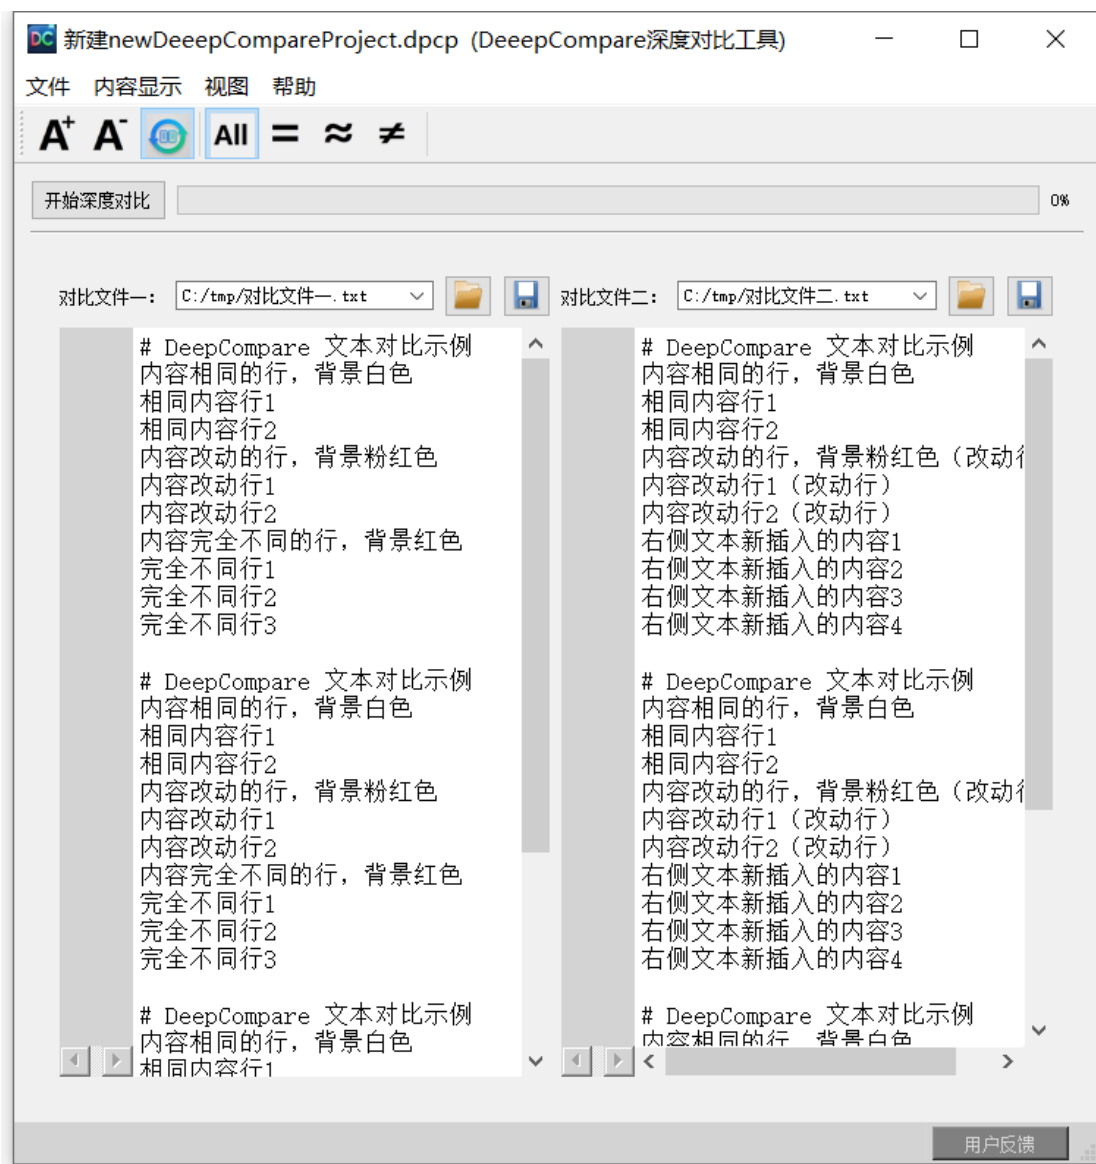 DC 新建newDeeepCompareProject.dpcp (DeeepCompare深度对比工具)
文件 内容显示 视图 帮助
A+ A- All = ≈ ≠
开始深度对比 0%
对比文件一: C:/tmp/对比文件一.txt
# DeepCompare 文本对比示例
内容相同的行，背景白色
相同内容行1
相同内容行2
内容改动的行，背景粉红色
内容改动行1
内容改动行2
内容完全不同的行，背景红色
完全不同行1
完全不同行2
完全不同行3
# DeepCompare 文本对比示例
内容相同的行，背景白色
相同内容行1
相同内容行2
内容改动的行，背景粉红色
内容改动行1
内容改动行2
内容完全不同的行，背景红色
完全不同行1
完全不同行2
完全不同行3
# DeepCompare 文本对比示例
内容相同的行，背景白色
相同内容行1
对比文件二: C:/tmp/对比文件二.txt
# DeepCompare 文本对比示例
内容相同的行，背景白色
相同内容行1
相同内容行2
内容改动的行，背景粉红色（改动行
内容改动行1（改动行）
内容改动行2（改动行）
右侧文本新插入的内容1
右侧文本新插入的内容2
右侧文本新插入的内容3
右侧文本新插入的内容4
# DeepCompare 文本对比示例
内容相同的行，背景白色
相同内容行1
相同内容行2
内容改动的行，背景粉红色（改动行
内容改动行1（改动行）
内容改动行2（改动行）
右侧文本新插入的内容1
右侧文本新插入的内容2
右侧文本新插入的内容3
右侧文本新插入的内容4
# DeepCompare 文本对比示例
内容相同的行，背景白色
用户反馈